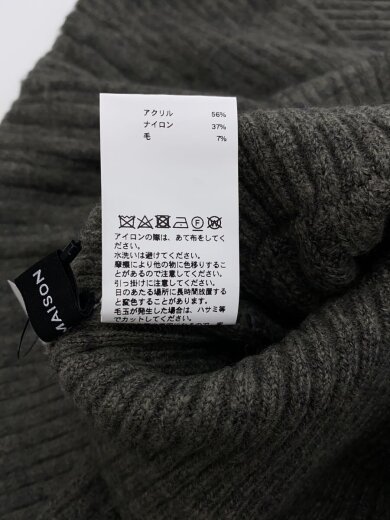 アクリル 56%
ナイロン 37%
毛 7%
アイロンの際は、あて布をしてく
ださい。
水洗いは避けてください。
摩擦により他の物に色移りするこ
とがあるので注意してください。
引っ掛けに注意してください。
日のあたる場所に長時間放置する
と変色することがあります。
毛玉が発生した場合は、ハサミ等
でカットしてください。
MAISON